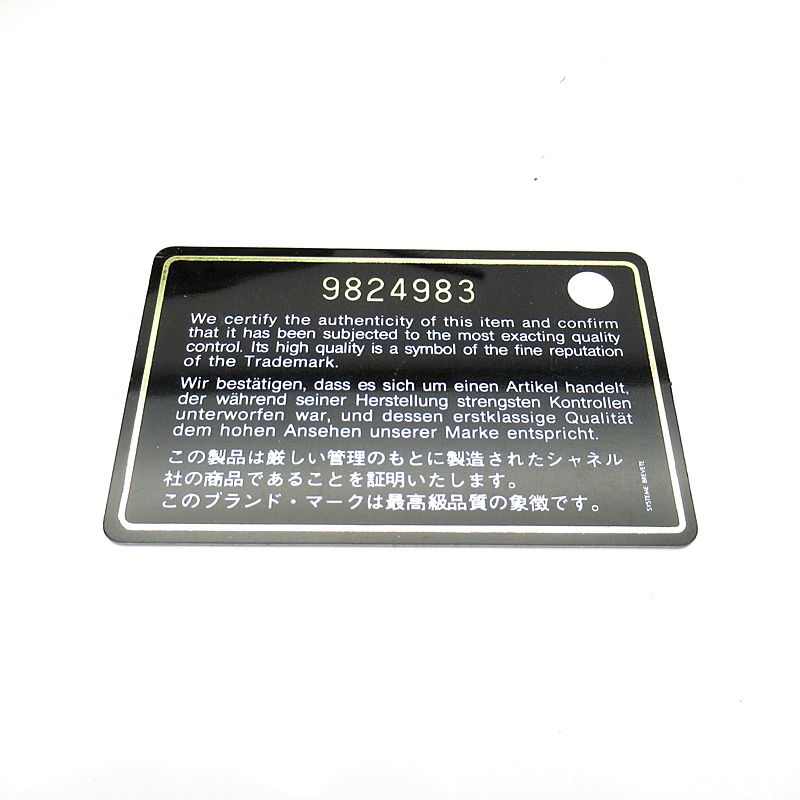 9824983
We certify the authenticity of this item and confirm
that it has been subjected to the most exacting quality
control. Its high quality is a symbol of the fine reputation
of the Trademark.
Wir bestätigen, dass es sich um einen Artikel handelt,
der während seiner Herstellung strengsten Kontrollen
unterworfen war, und dessen erstklassige Qualität
dem hohen Ansehen unserer Marke entspricht.
この製品は厳しい管理のもとに製造されたシャネル
社の商品であることを証明いたします。
このブランド・マークは最高級品質の象徴です。
SYSTEME BREVETE